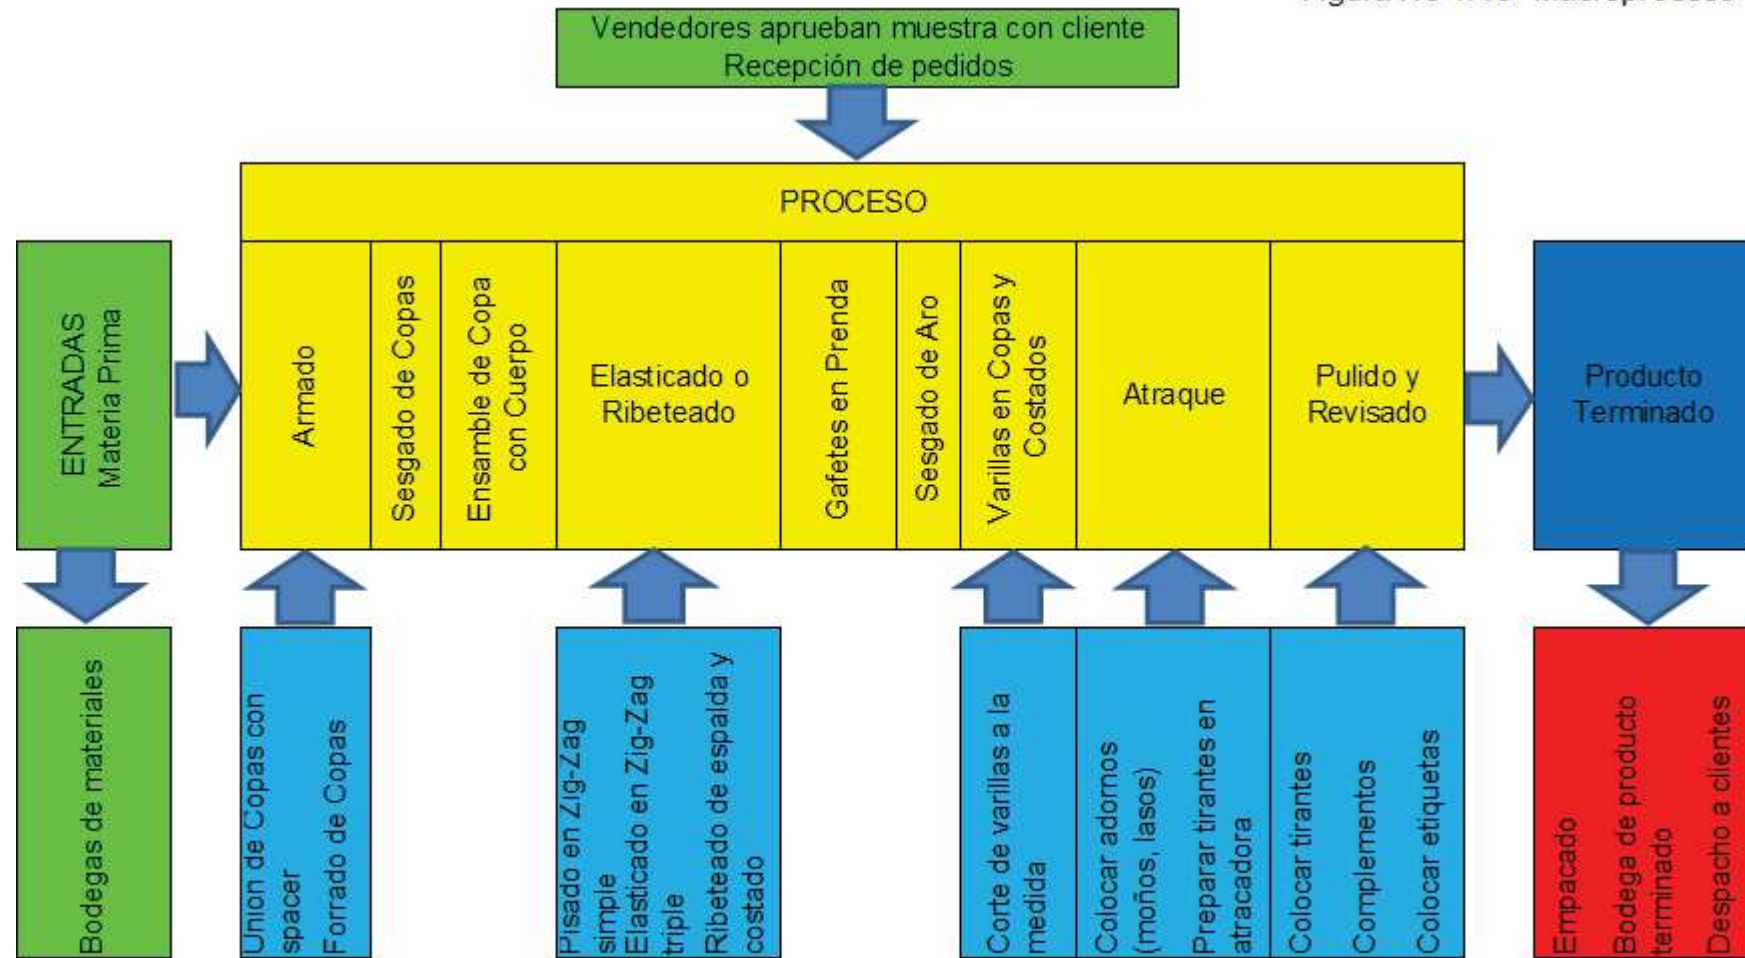 Vendedores aprueban muestra con cliente
Recepción de pedidos
PROCESO
ENTRADAS
Materia Prima
Armado
Sesgado de Copas
Ensamble de Copa
con Cuerpo
Elasticado o
Ribeteado
Gafetes en Prenda
Sesgado de Aro
Varillas en Copas y
Costados
Atraque
Pulido y
Revisado
Producto
Terminado
Bodegas de materiales
Union de Copas con
spacer
Forrado de Copas
Pisado en Zig-Zag
simple
Elasticado en Zig-Zag
triple
Ribeteado de espalda y
costado
Corte de varillas a la
medida
Colocar adornos
(moños, lasos)
Preparar tirantes en
atracadora
Colocar tirantes
Complementos
Colocar etiquetas
Empacado
Bodega de producto
terminado
Despacho a clientes